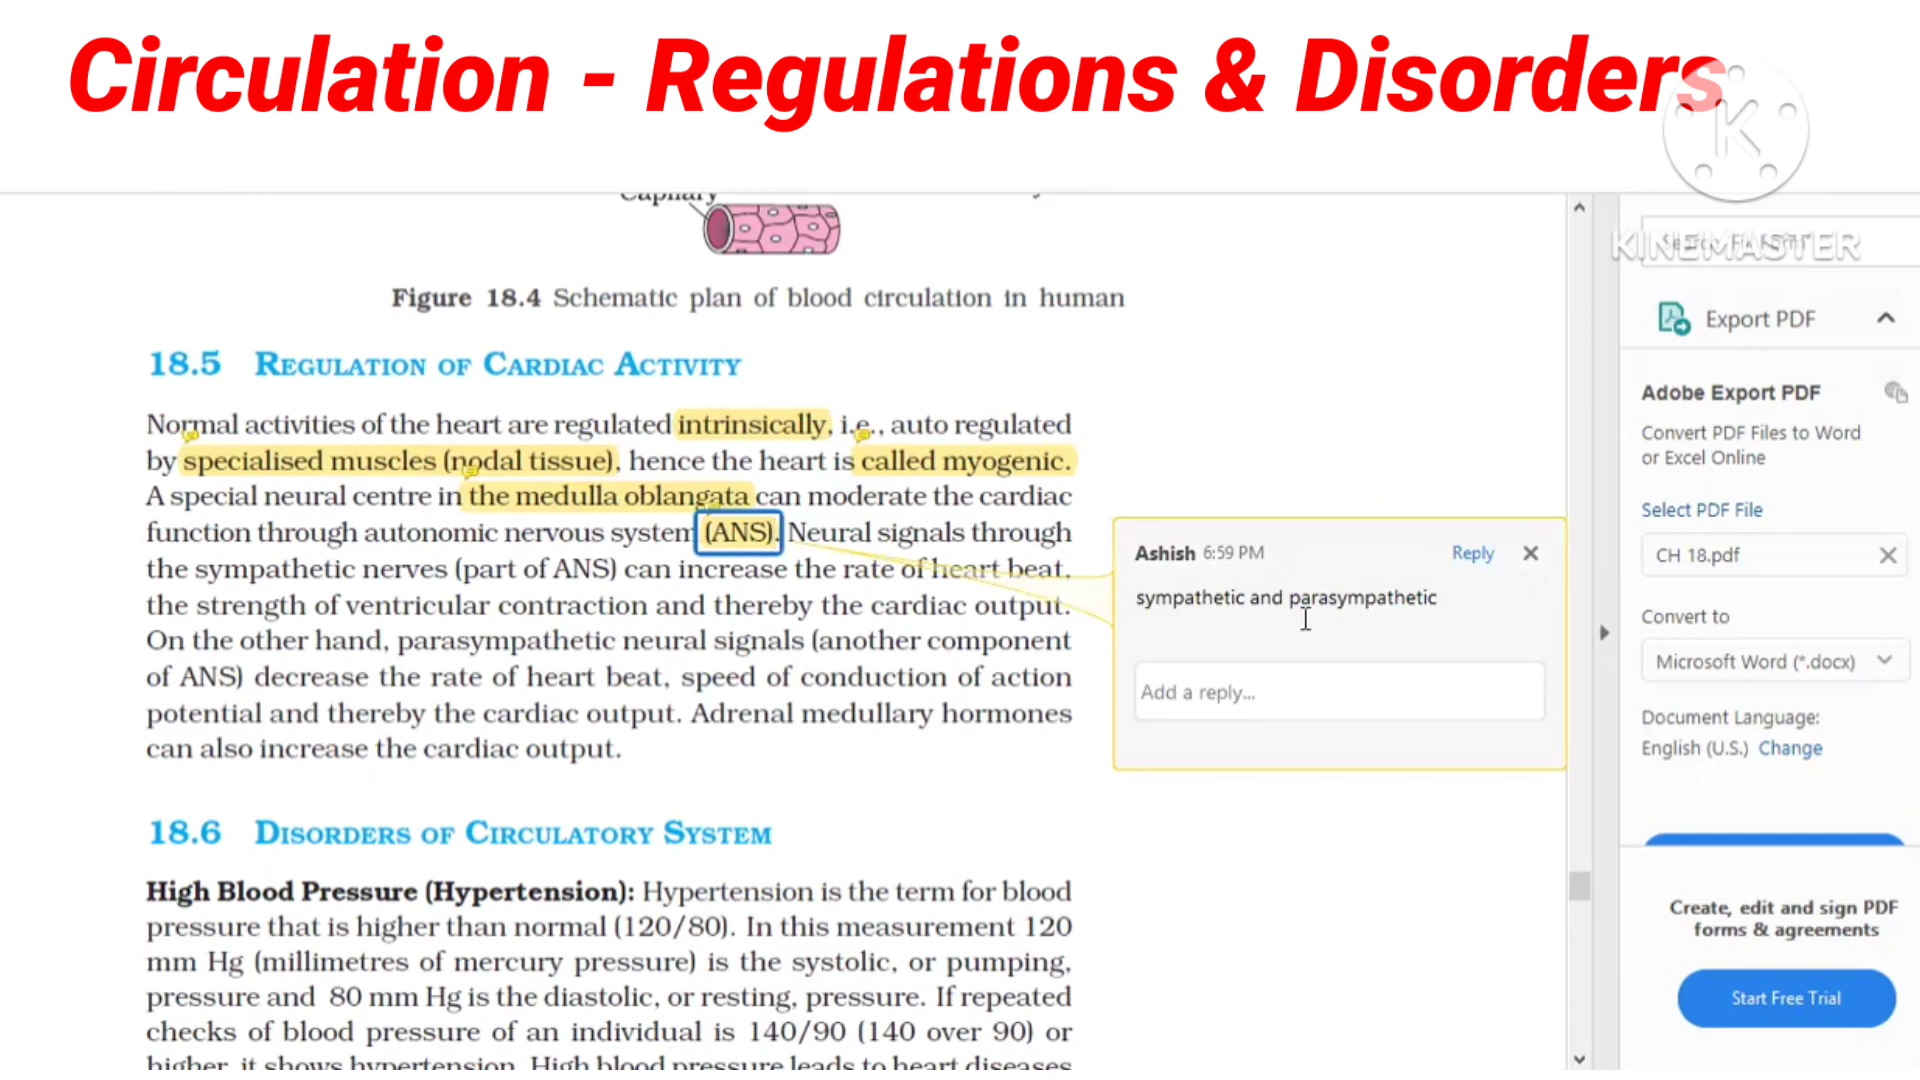 Circulation - Regulations & Disorders
K
KINEMASTER
Capillary
Figure 18.4 Schematic plan of blood circulation in human
18.5 REGULATION OF CARDIAC ACTIVITY
Normal activities of the heart are regulated intrinsically, i.e., auto regulated
by specialised muscles (nodal tissue), hence the heart is called myogenic.
A special neural centre in the medulla oblangata can moderate the cardiac
function through autonomic nervous system (ANS). Neural signals through
the sympathetic nerves (part of ANS) can increase the rate of heart beat,
the strength of ventricular contraction and thereby the cardiac output.
On the other hand, parasympathetic neural signals (another component
of ANS) decrease the rate of heart beat, speed of conduction of action
potential and thereby the cardiac output. Adrenal medullary hormones
can also increase the cardiac output.
18.6 DISORDERS OF CIRCULATORY SYSTEM
High Blood Pressure (Hypertension): Hypertension is the term for blood
pressure that is higher than normal (120/80). In this measurement 120
mm Hg (millimetres of mercury pressure) is the systolic, or pumping,
pressure and 80 mm Hg is the diastolic, or resting, pressure. If repeated
checks of blood pressure of an individual is 140/90 (140 over 90) or
higher, it shows hypertension. High blood pressure leads to heart diseases
Ashish 6:59 PM Reply
sympathetic and parasympathetic
Add a reply...
Export PDF
Adobe Export PDF
Convert PDF Files to Word
or Excel Online
Select PDF File
CH 18.pdf
Convert to
Microsoft Word (*.docx)
Document Language:
English (U.S.) Change
Create, edit and sign PDF
forms & agreements
Start Free Trial